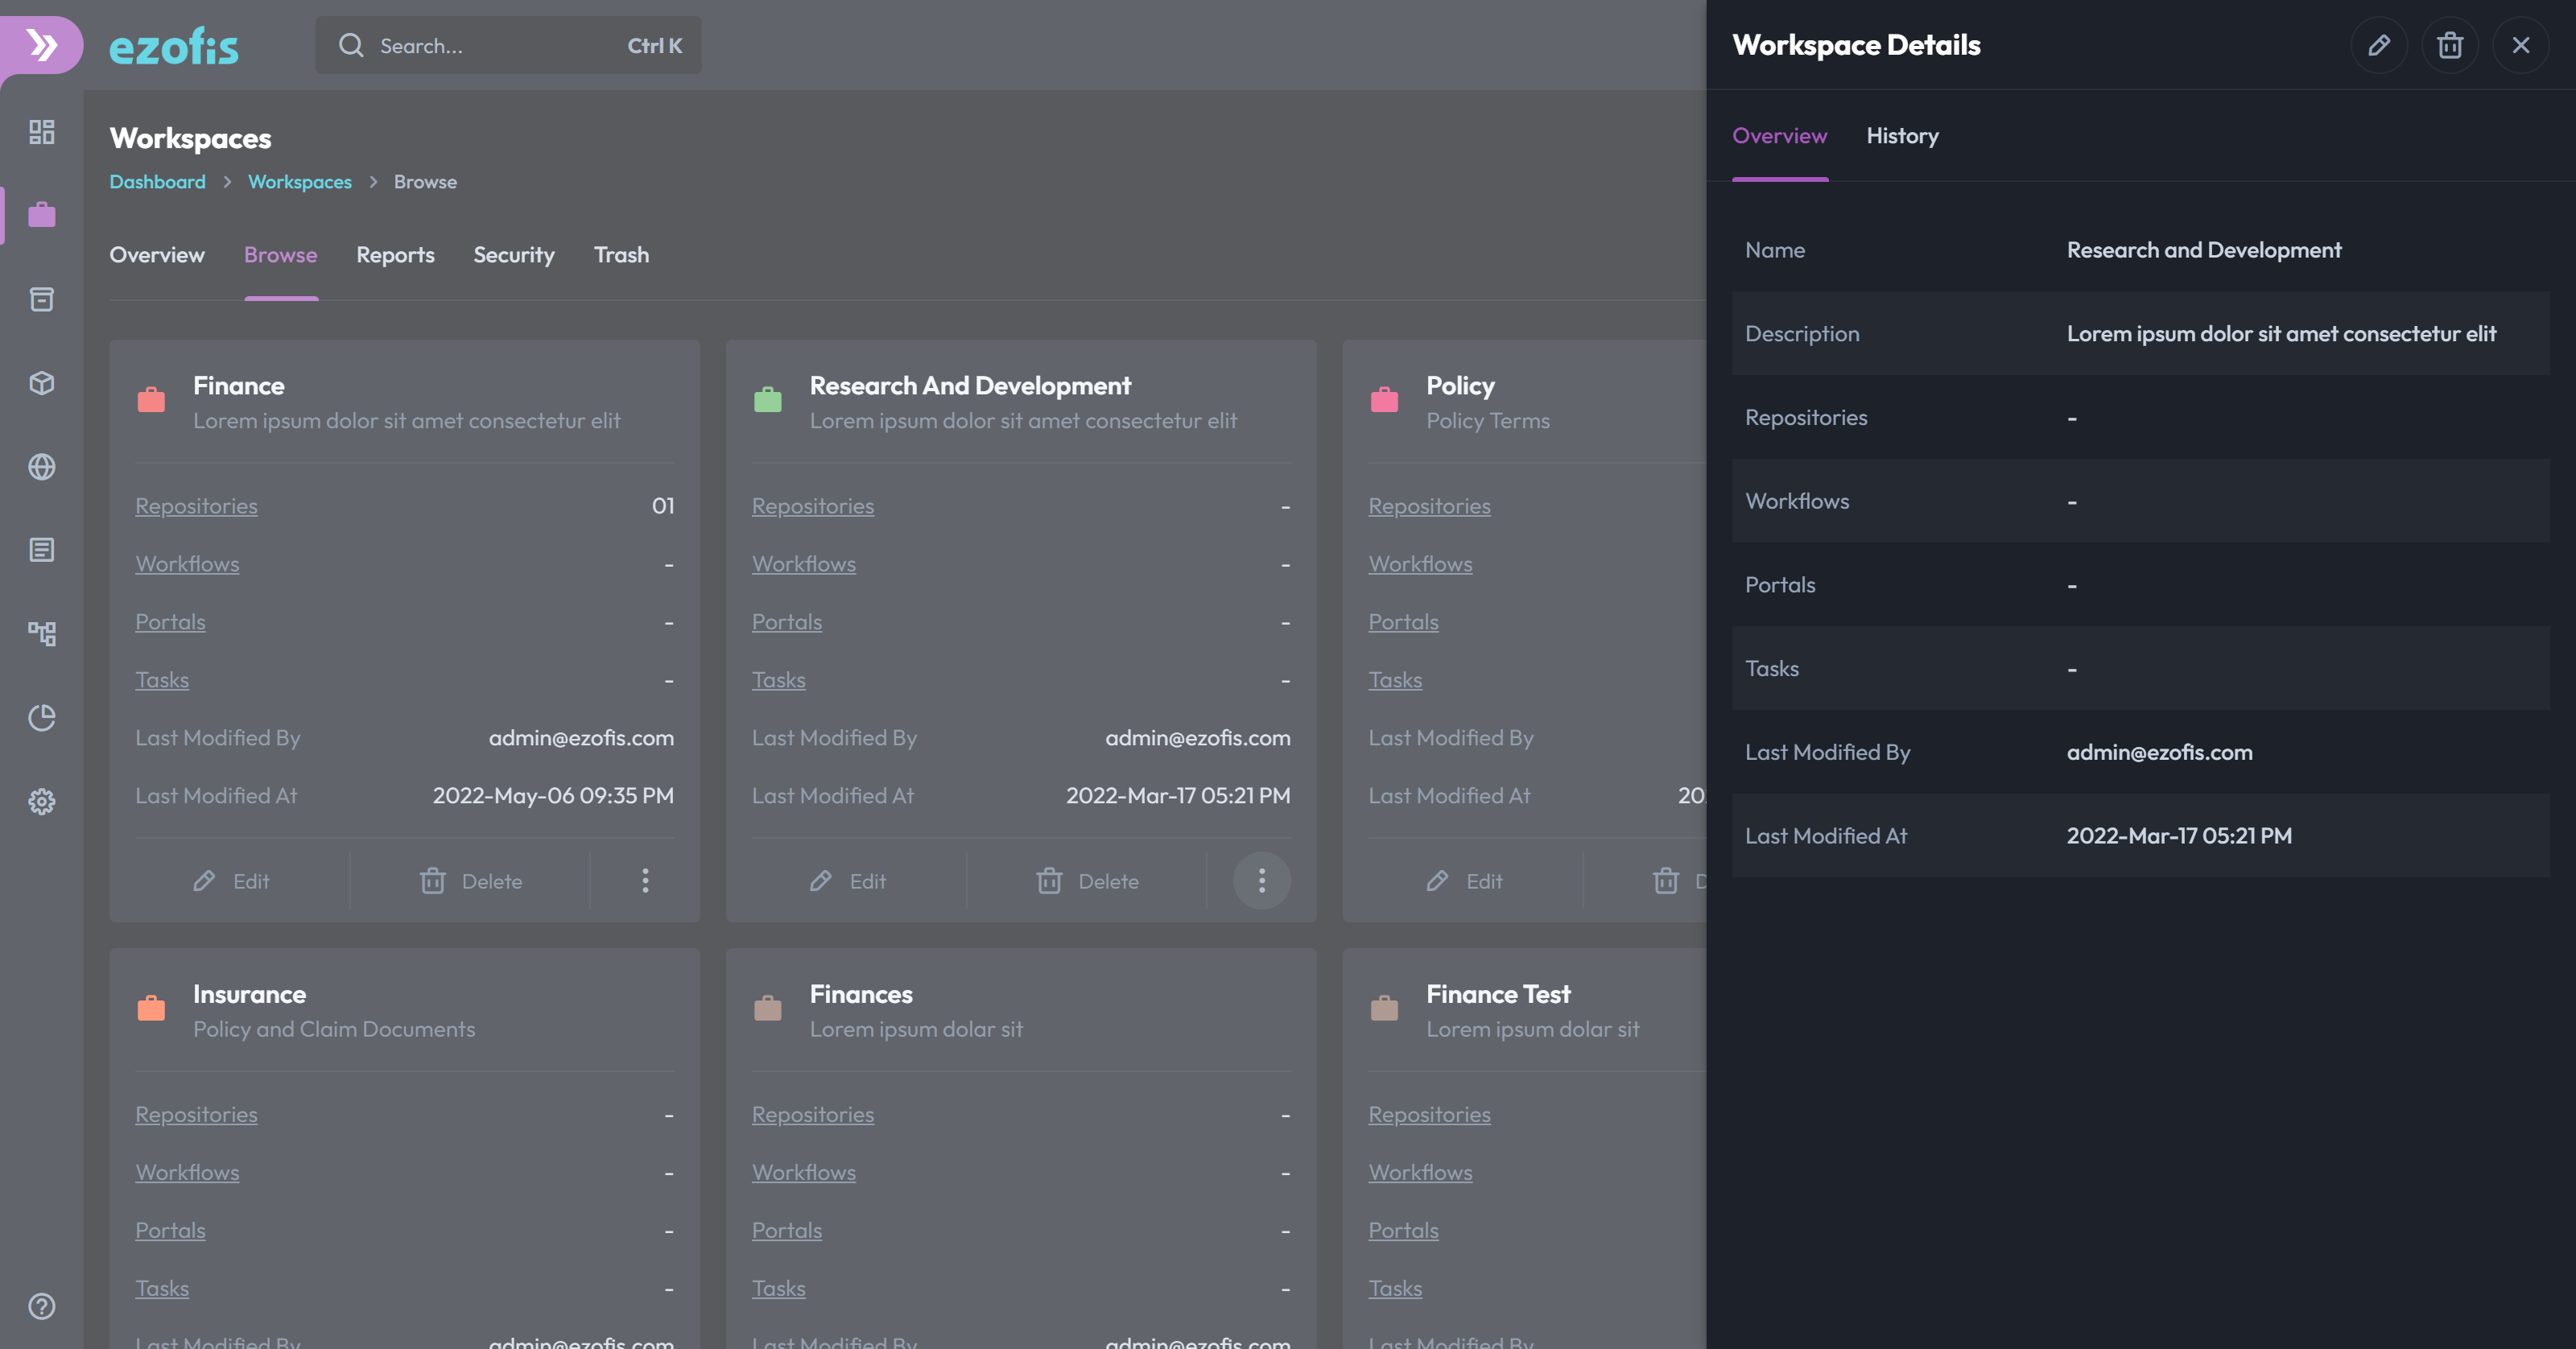 ezofis
Search...
Ctrl K
Workspaces
Dashboard > Workspaces > Browse
Overview
Browse
Reports
Security
Trash
Finance
Lorem ipsum dolor sit amet consectetur elit
Repositories 01
Workflows -
Portals -
Tasks -
Last Modified By admin@ezofis.com
Last Modified At 2022-May-06 09:35 PM
Edit
Delete
Research And Development
Lorem ipsum dolor sit amet consectetur elit
Repositories -
Workflows -
Portals -
Tasks -
Last Modified By admin@ezofis.com
Last Modified At 2022-Mar-17 05:21 PM
Edit
Delete
Policy
Policy Terms
Repositories
Workflows
Portals
Tasks
Last Modified By
Last Modified At 20
Edit
D
Insurance
Policy and Claim Documents
Repositories -
Workflows -
Portals -
Tasks -
Last Modified By admin@ezofis.com
Finances
Lorem ipsum dolar sit
Repositories -
Workflows -
Portals -
Tasks -
Last Modified By admin@ezofis.com
Finance Test
Lorem ipsum dolar sit
Repositories
Workflows
Portals
Tasks
Last Modified By
Workspace Details
Overview
History
Name Research and Development
Description Lorem ipsum dolor sit amet consectetur elit
Repositories -
Workflows -
Portals -
Tasks -
Last Modified By admin@ezofis.com
Last Modified At 2022-Mar-17 05:21 PM